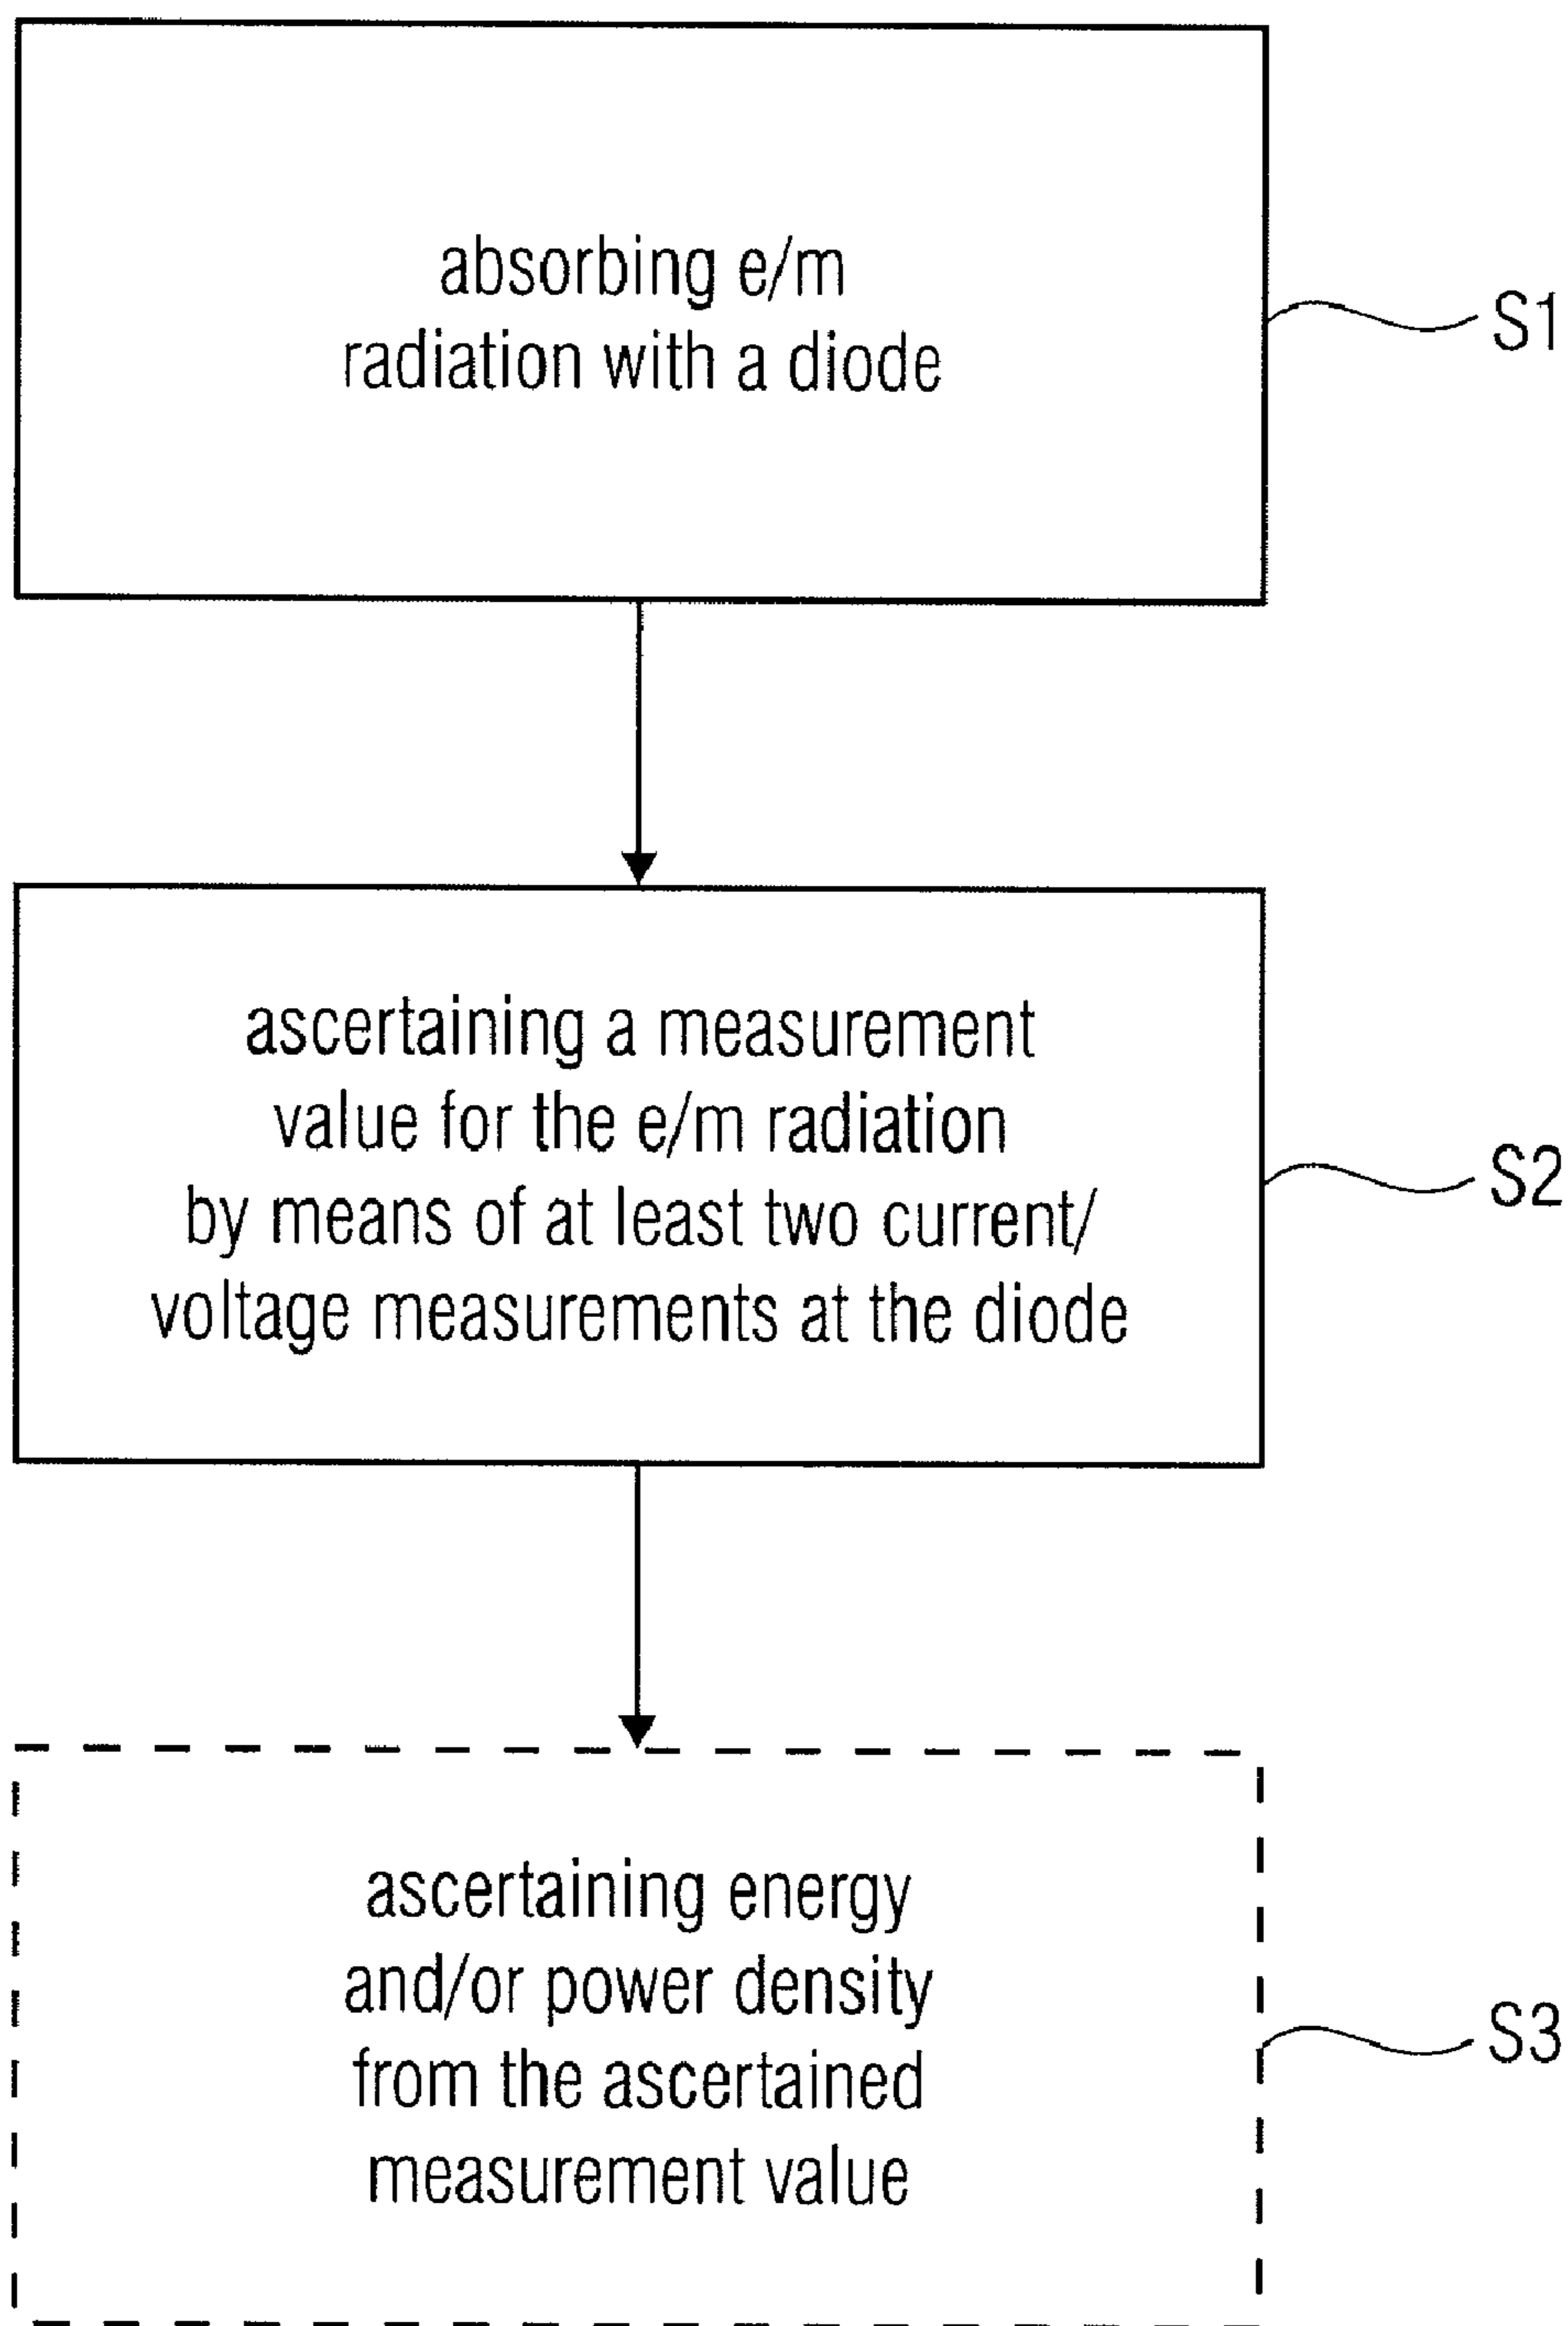 absorbing e/m
radiation with a diode
S1
ascertaining a measurement
value for the e/m radiation
by means of at least two current/
voltage measurements at the diode
S2
ascertaining energy
and/or power density
from the ascertained
measurement value
S3